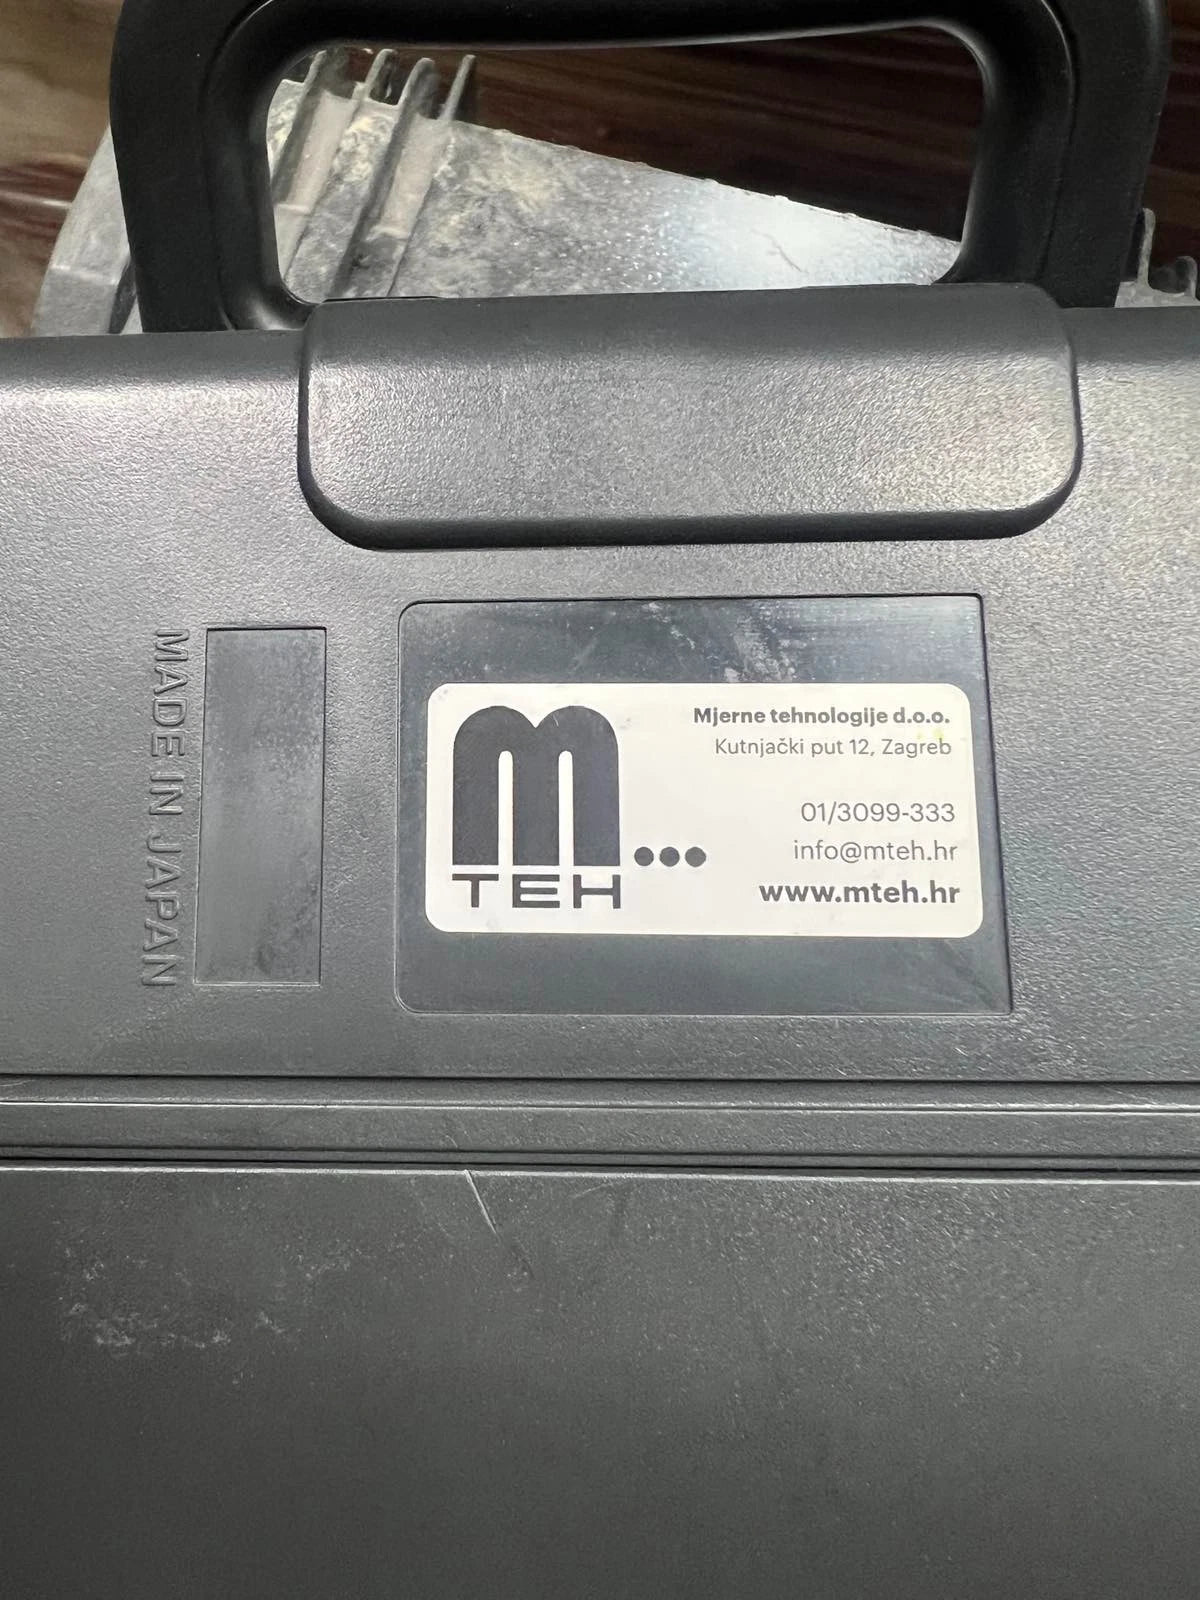 MADE IN JAPAN
M...
TEH
Mjerne tehnologije d.o.o.
Kutnjački put 12, Zagreb
01/3099-333
info@mteh.hr
www.mteh.hr